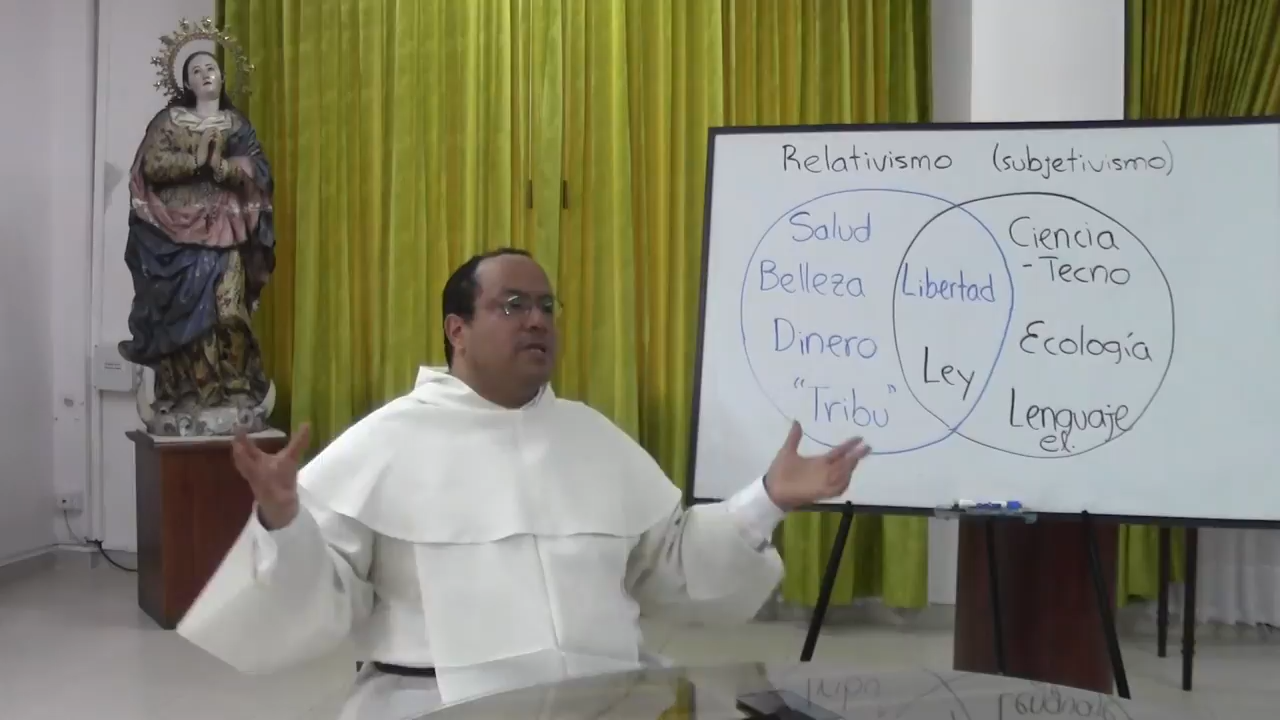 Relativismo (subjetivismo)
Salud
Belleza
Dinero
"Tribu"
Libertad
Ley
Ciencia
- Tecno
Ecología
Lenguaje
el.